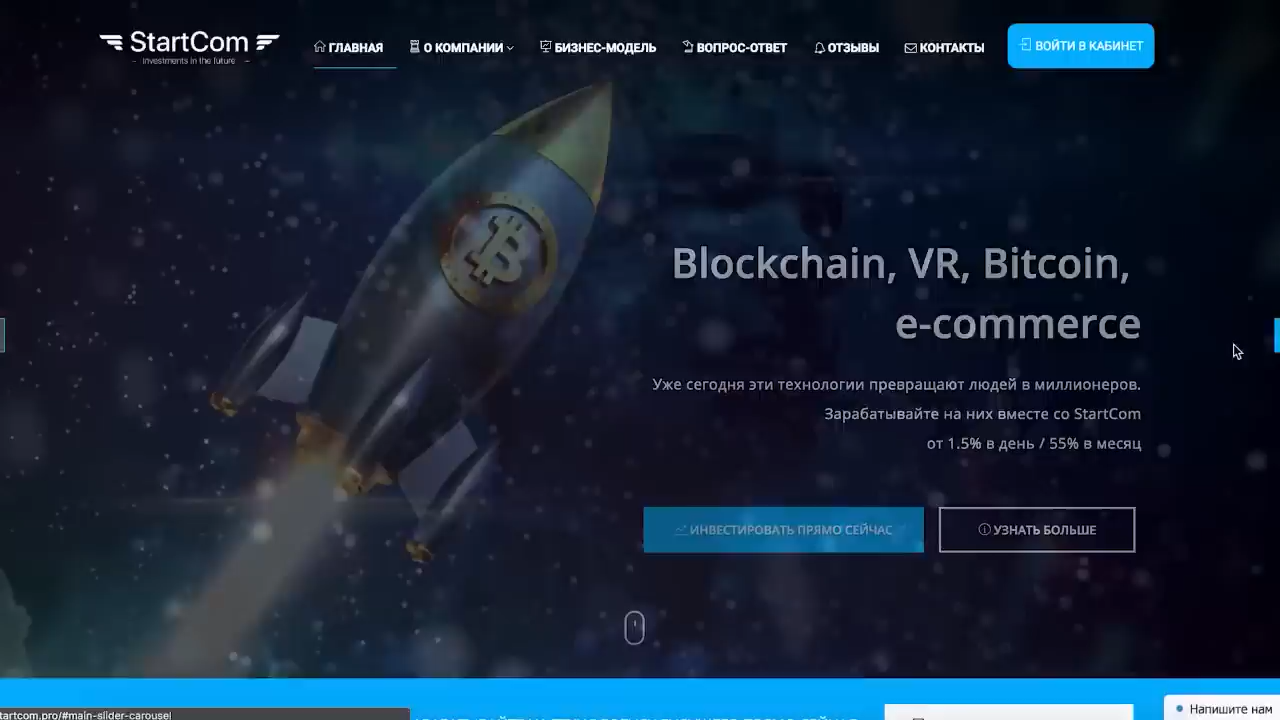 StartCom
investments in the future
ГЛАВНАЯ
О КОМПАНИИ
БИЗНЕС-МОДЕЛЬ
ВОПРОС-ОТВЕТ
ОТЗЫВЫ
КОНТАКТЫ
ВОЙТИ В КАБИНЕТ
Blockchain, VR, Bitcoin,
e-commerce
Уже сегодня эти технологии превращают людей в миллионеров.
Зарабатывайте на них вместе со StartCom
от 1.5% в день / 55% в месяц
ИНВЕСТИРОВАТЬ ПРЯМО СЕЙЧАС
УЗНАТЬ БОЛЬШЕ
tartcom.pro/#main-slider-carousel
Напишите нам